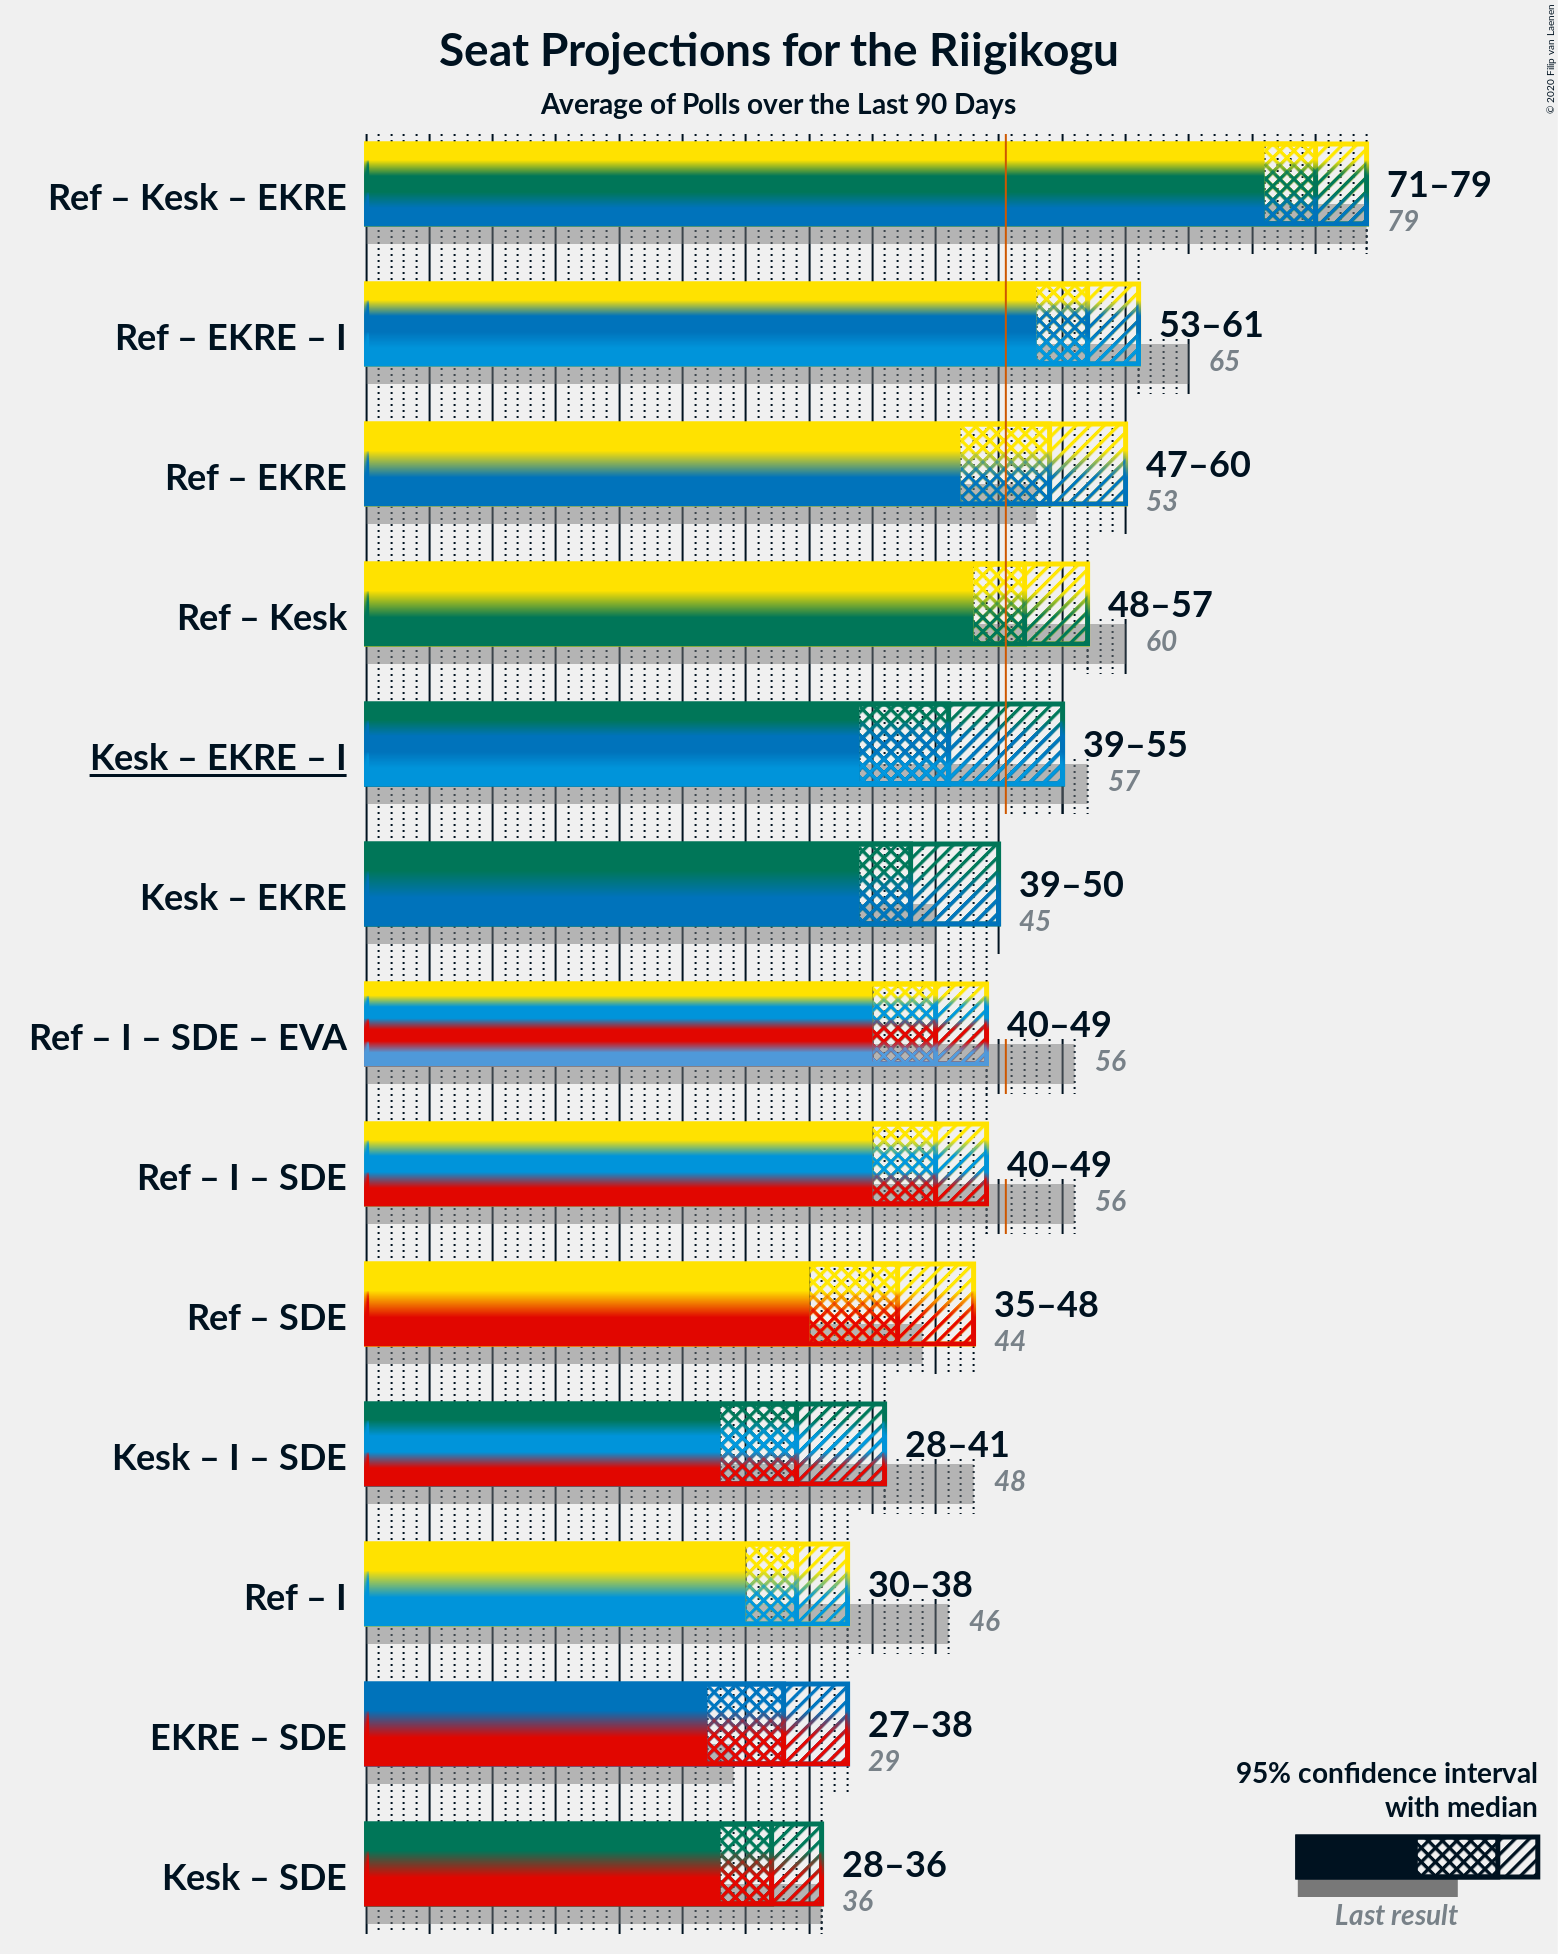 Seat Projections for the Riigikogu
Average of Polls over the Last 90 Days
© 2020 Filip van Laenen
Ref – Kesk – EKRE
71–79
79
Ref – EKRE – I
53–61
65
Ref – EKRE
47–60
53
Ref – Kesk
48–57
60
Kesk – EKRE – I
39–55
57
Kesk – EKRE
39–50
45
Ref – I – SDE – EVA
40–49
56
Ref – I – SDE
40–49
56
Ref – SDE
35–48
44
Kesk – I – SDE
28–41
48
Ref – I
30–38
46
EKRE – SDE
27–38
29
Kesk – SDE
28–36
36
95% confidence interval
with median
Last result